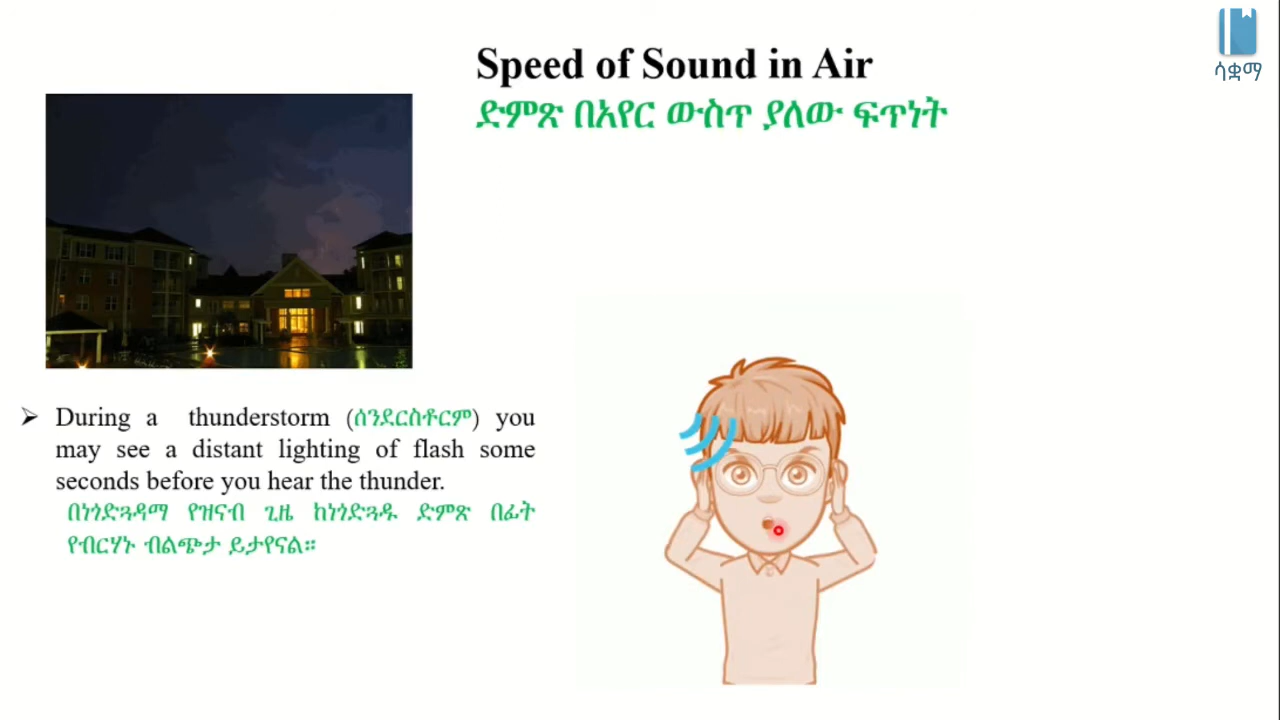 Speed of Sound in Air
ድምጽ በአየር ውስጥ ያለው ፍጥነት
ሳቋማ
➢ During a thunderstorm (ሰንደርስቶርም) you
may see a distant lighting of flash some
seconds before you hear the thunder.
በነጎድጓዳማ የዝናብ ጊዜ ከነጎድጓዱ ድምጽ በፊት
የብርሃኑ ብልጭታ ይታየናል።